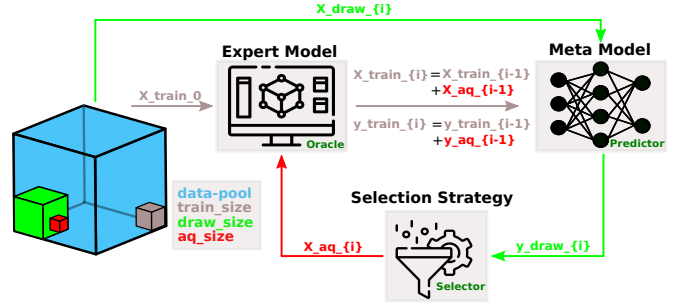 X_draw_{i}
Expert Model
Meta Model
X_train_0
X_train_{i}=X_train_{i-1}
+X_aq_{i-1}
y_train_{i} =y_train_{i-1}
+y_aq_{i-1}
Oracle
Predictor
data-pool
train_size
draw_size
aq_size
Selection Strategy
X_aq_{i}
y_draw_{i}
Selector